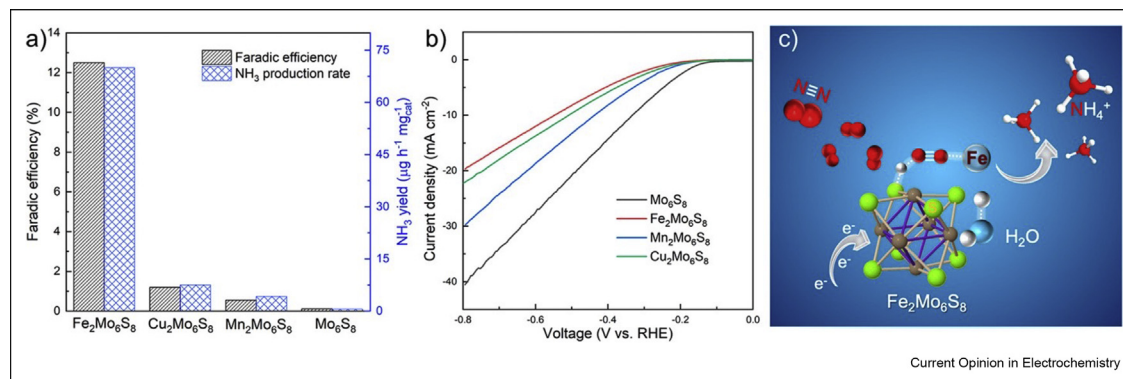 a)
Faradic efficiency
NH₃ production rate
Faradic efficiency (%)
14
12
10
8
6
4
2
0
NH₃ yield (μg h⁻¹ mg⁻¹cat)
75
60
45
30
15
0
Fe₂Mo₆S₈ Cu₂Mo₆S₈ Mn₂Mo₆S₈ Mo₆S₈
b)
Current density (mA cm⁻²)
0
-10
-20
-30
-40
Mo₆S₈
Fe₂Mo₆S₈
Mn₂Mo₆S₈
Cu₂Mo₆S₈
-0.8 -0.6 -0.4 -0.2 0.0
Voltage (V vs. RHE)
c)
N≡N
NH₄⁺
Fe
H₂O
e⁻
e⁻
e⁻
Fe₂Mo₆S₈
Current Opinion in Electrochemistry